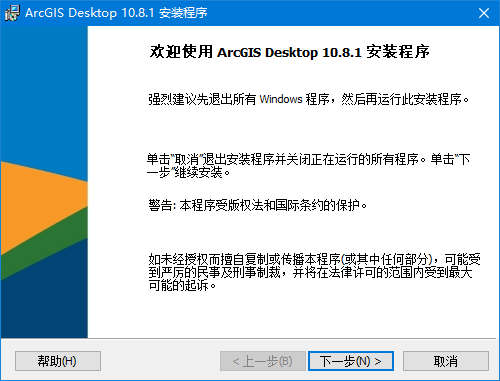 ArcGIS Desktop 10.8.1 安装程序
欢迎使用 ArcGIS Desktop 10.8.1 安装程序
强烈建议先退出所有 Windows 程序，然后再运行此安装程序。
单击“取消”退出安装程序并关闭正在运行的所有程序。单击“下
一步”继续安装。
警告: 本程序受版权法和国际条约的保护。
如未经授权而擅自复制或传播本程序(或其中任何部分)，可能受
到严厉的民事及刑事制裁，并将在法律许可的范围内受到最大
可能的起诉。
帮助(H)
< 上一步(B)
下一步(N) >
取消